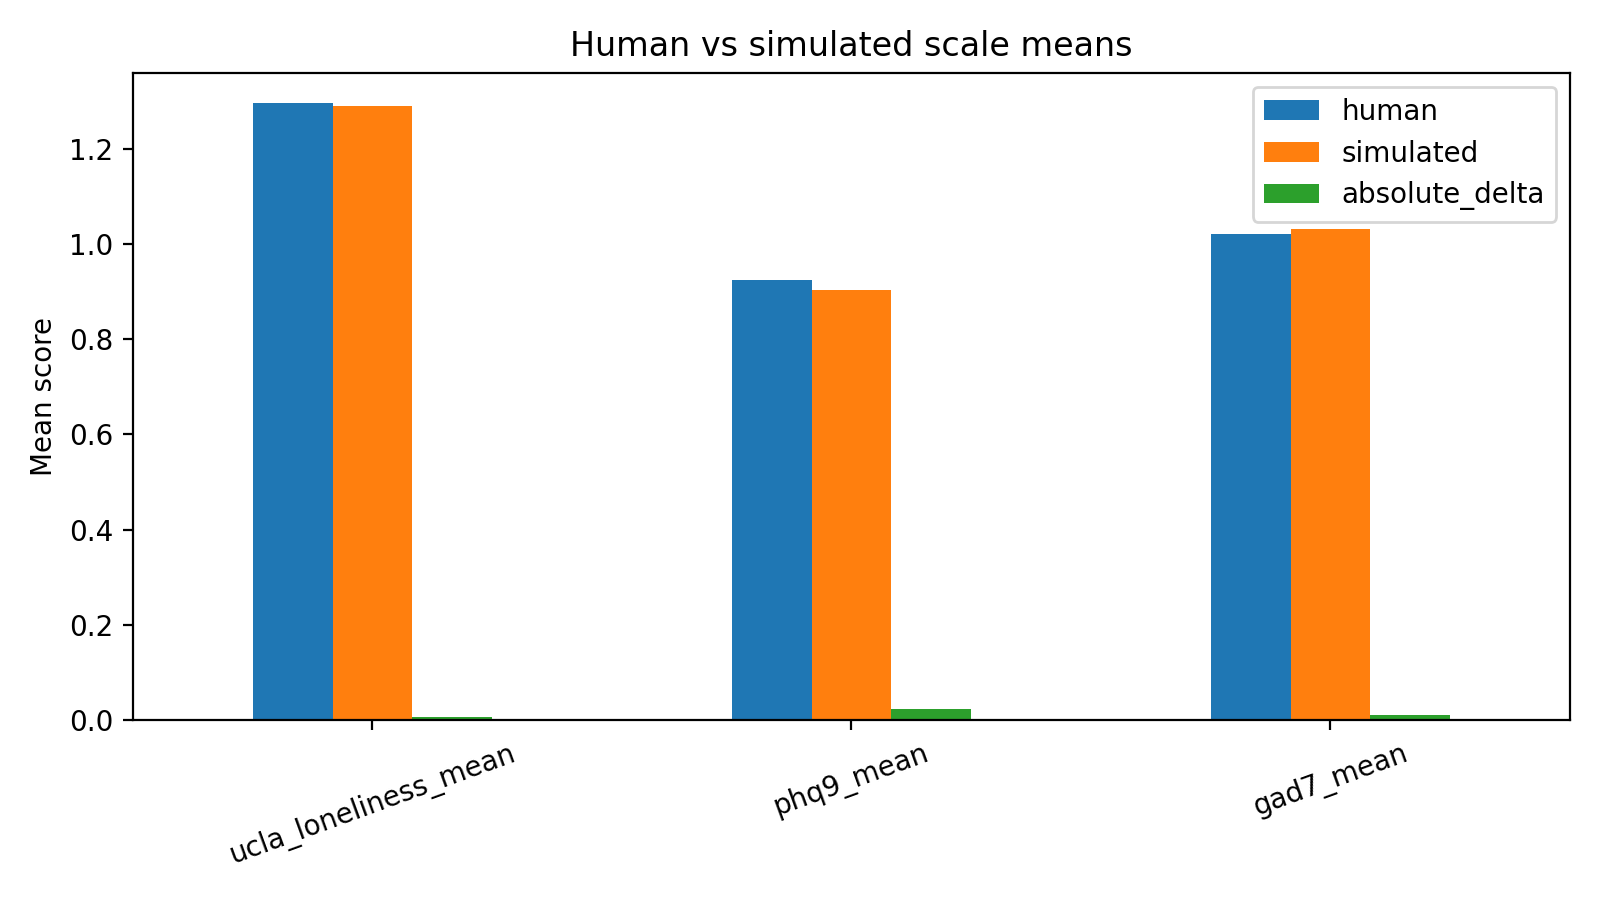 Human vs simulated scale means
human
simulated
absolute_delta
Mean score
1.2
1.0
0.8
0.6
0.4
0.2
0.0
ucla_loneliness_mean
phq9_mean
gad7_mean